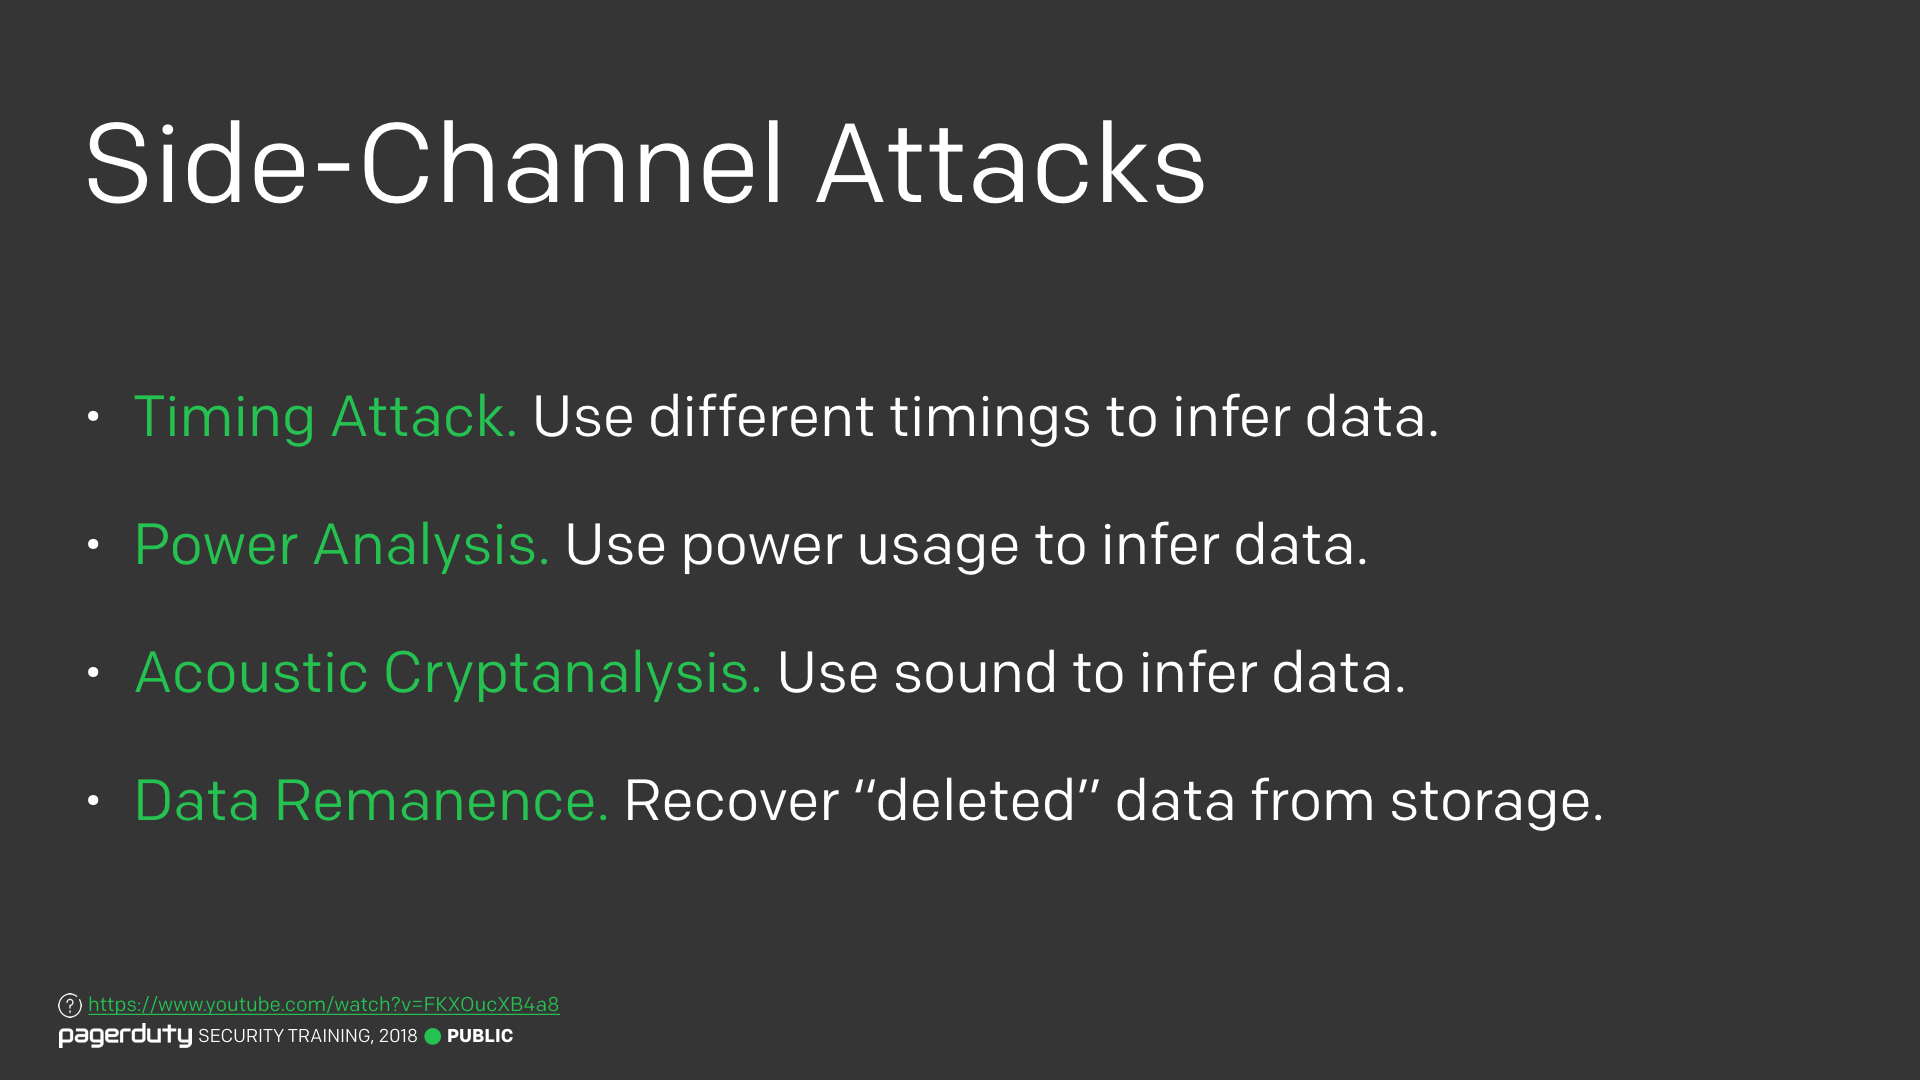 Side-Channel Attacks
• Timing Attack. Use different timings to infer data.
• Power Analysis. Use power usage to infer data.
• Acoustic Cryptanalysis. Use sound to infer data.
• Data Remanence. Recover “deleted” data from storage.
? https://www.youtube.com/watch?v=FKXOucXB4a8
pagerduty SECURITY TRAINING, 2018 PUBLIC